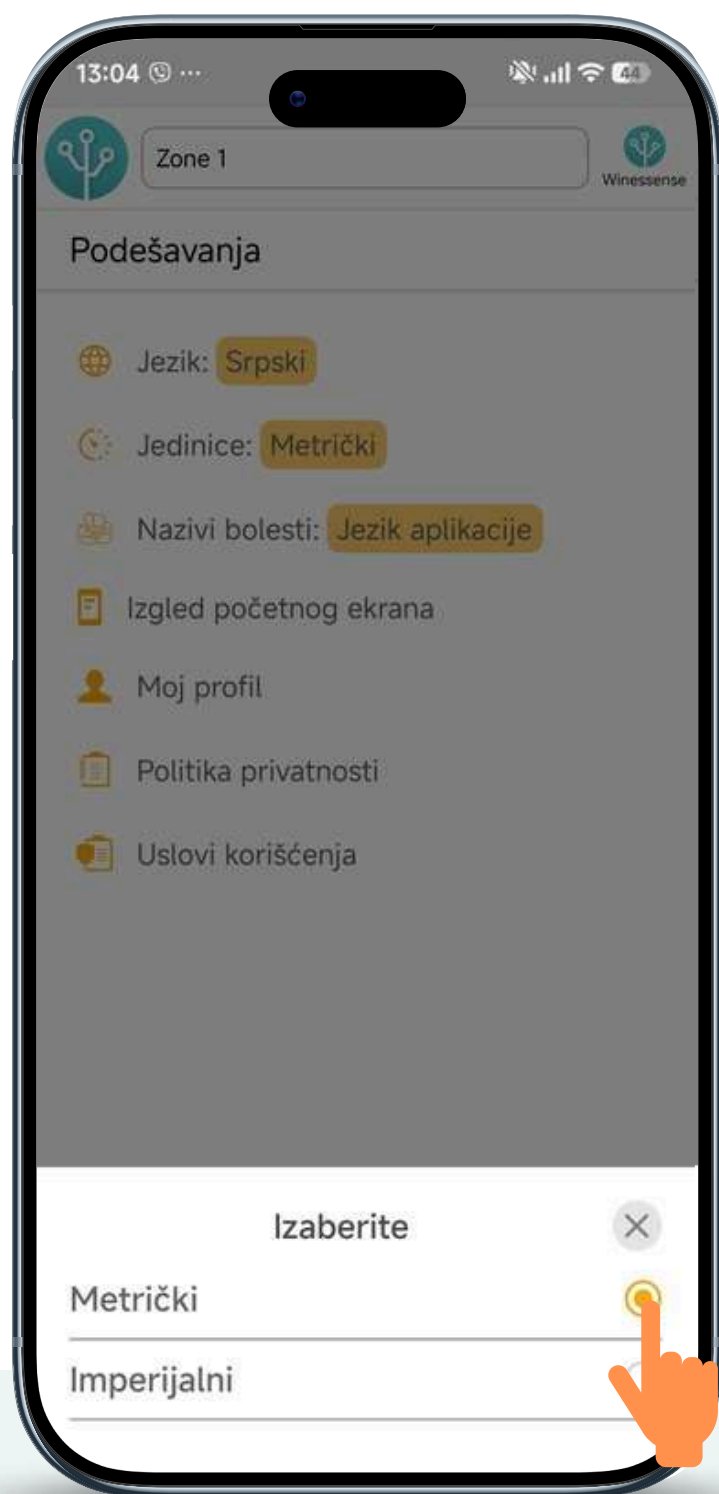 13:04
44
Zone 1
Winessense
Podešavanja
Jezik: Srpski
Jedinice: Metrički
Nazivi bolesti: Jezik aplikacije
Izgled početnog ekrana
Moj profil
Politika privatnosti
Uslovi korišćenja
Izaberite
Metrički
Imperijalni